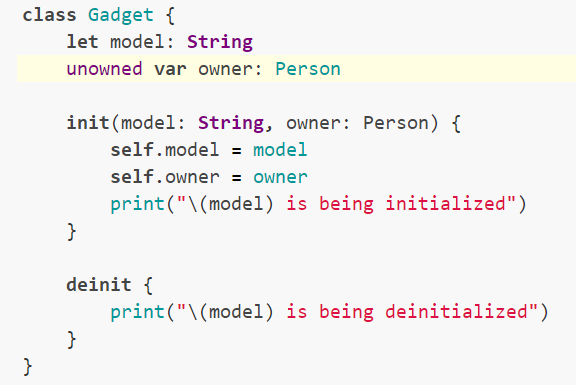 class Gadget {
    let model: String
    unowned var owner: Person

    init(model: String, owner: Person) {
        self.model = model
        self.owner = owner
        print("\(model) is being initialized")
    }

    deinit {
        print("\(model) is being deinitialized")
    }
}